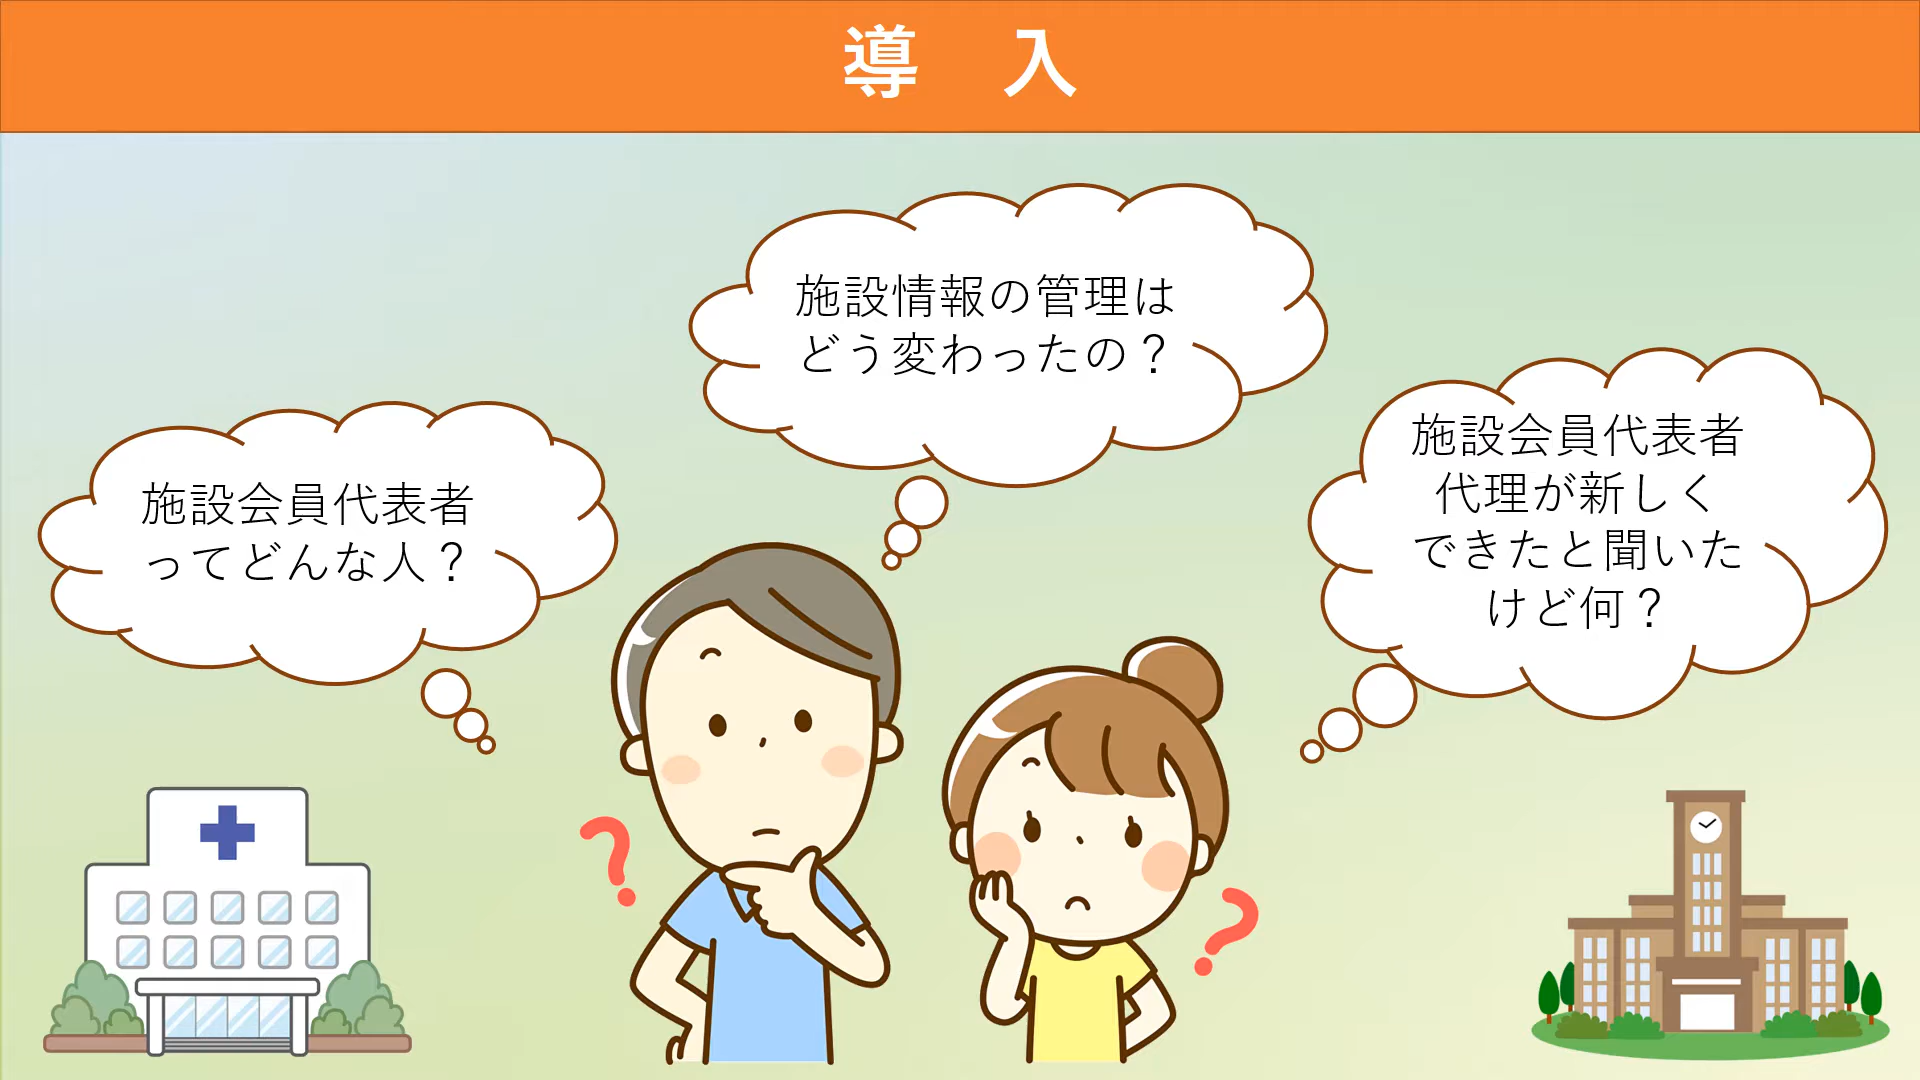 導　入
施設会員代表者
ってどんな人？
施設情報の管理は
どう変わったの？
施設会員代表者
代理が新しく
できたと聞いた
けど何？